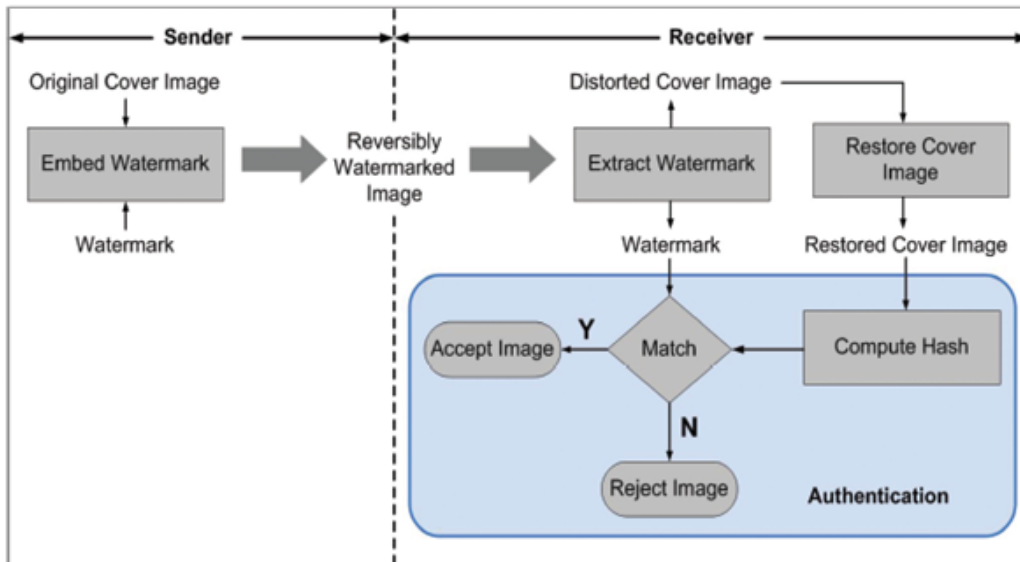 Sender
Receiver
Original Cover Image
Distorted Cover Image
Embed Watermark
Reversibly
Watermarked
Image
Extract Watermark
Restore Cover
Image
Watermark
Watermark
Restored Cover Image
Y
Accept Image
Match
Compute Hash
N
Reject Image
Authentication